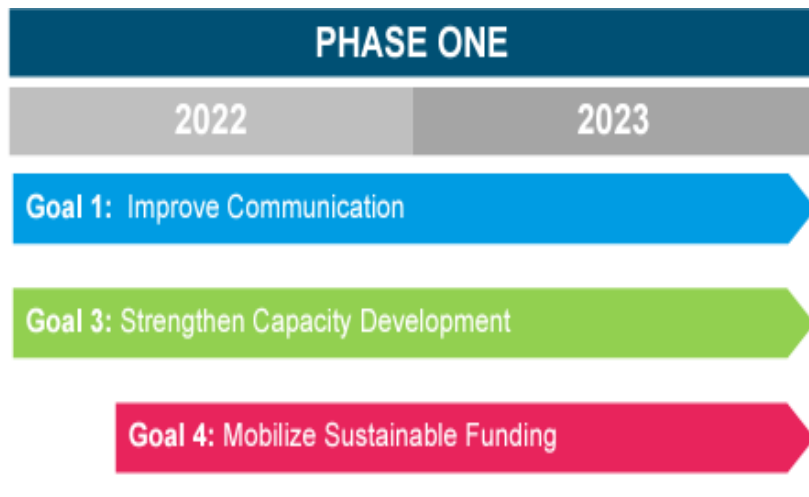 PHASE ONE
2022 2023
Goal 1: Improve Communication
Goal 3: Strengthen Capacity Development
Goal 4: Mobilize Sustainable Funding